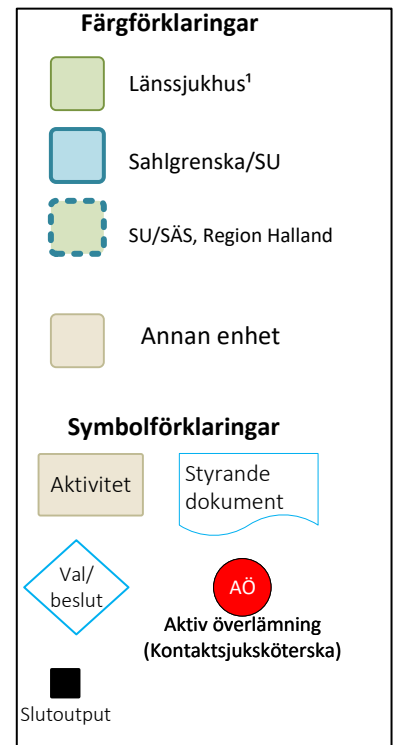 Färgförklaringar
Länssjukhus¹
Sahlgrenska/SU
SU/SÄS, Region Halland
Annan enhet
Symbolförklaringar
Aktivitet
Styrande
dokument
Val/
beslut
AÖ
Aktiv överlämning
(Kontaktsjuksköterska)
Slutoutput